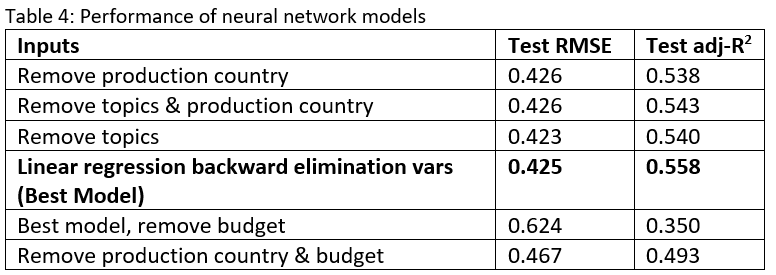 Table 4: Performance of neural network models
Inputs Test RMSE Test adj-R²
Remove production country 0.426 0.538
Remove topics & production country 0.426 0.543
Remove topics 0.423 0.540
Linear regression backward elimination vars 0.425 0.558
(Best Model)
Best model, remove budget 0.624 0.350
Remove production country & budget 0.467 0.493